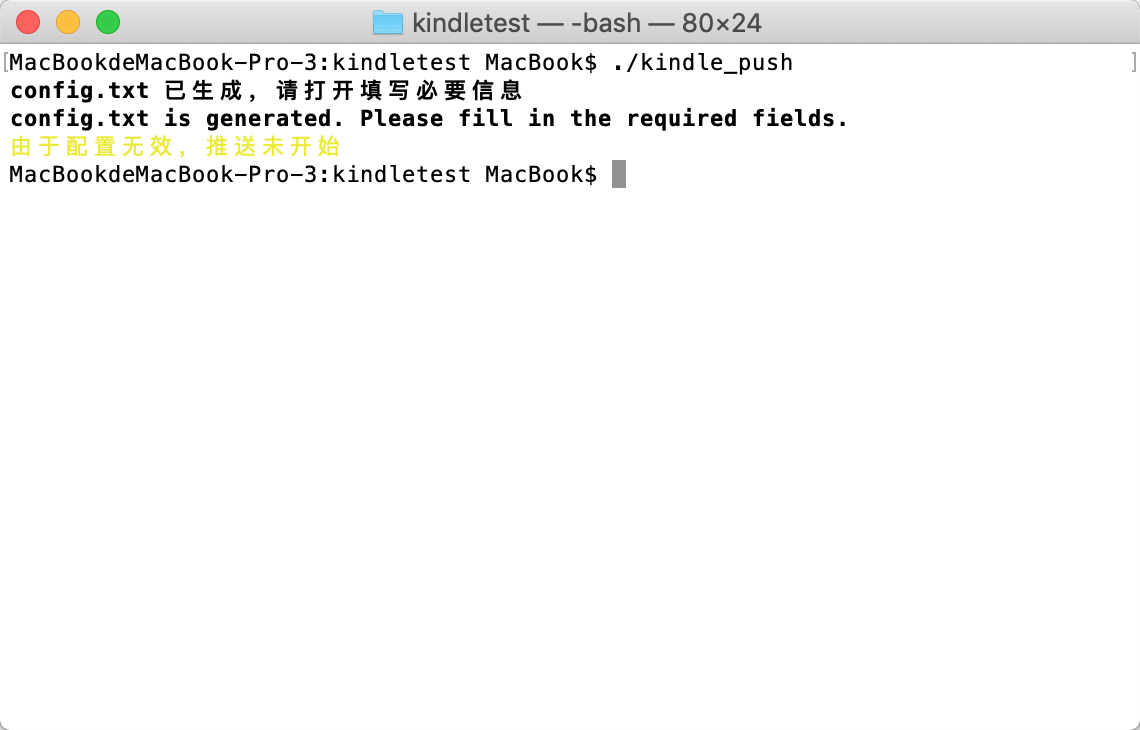 kindletest — -bash — 80×24
[MacBookdeMacBook-Pro-3:kindletest MacBook$ ./kindle_push ]
config.txt 已生成，请打开填写必要信息
config.txt is generated. Please fill in the required fields.
由于配置无效，推送未开始
MacBookdeMacBook-Pro-3:kindletest MacBook$